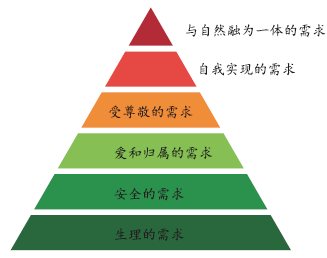 与自然融为一体的需求
自我实现的需求
受尊敬的需求
爱和归属的需求
安全的需求
生理的需求